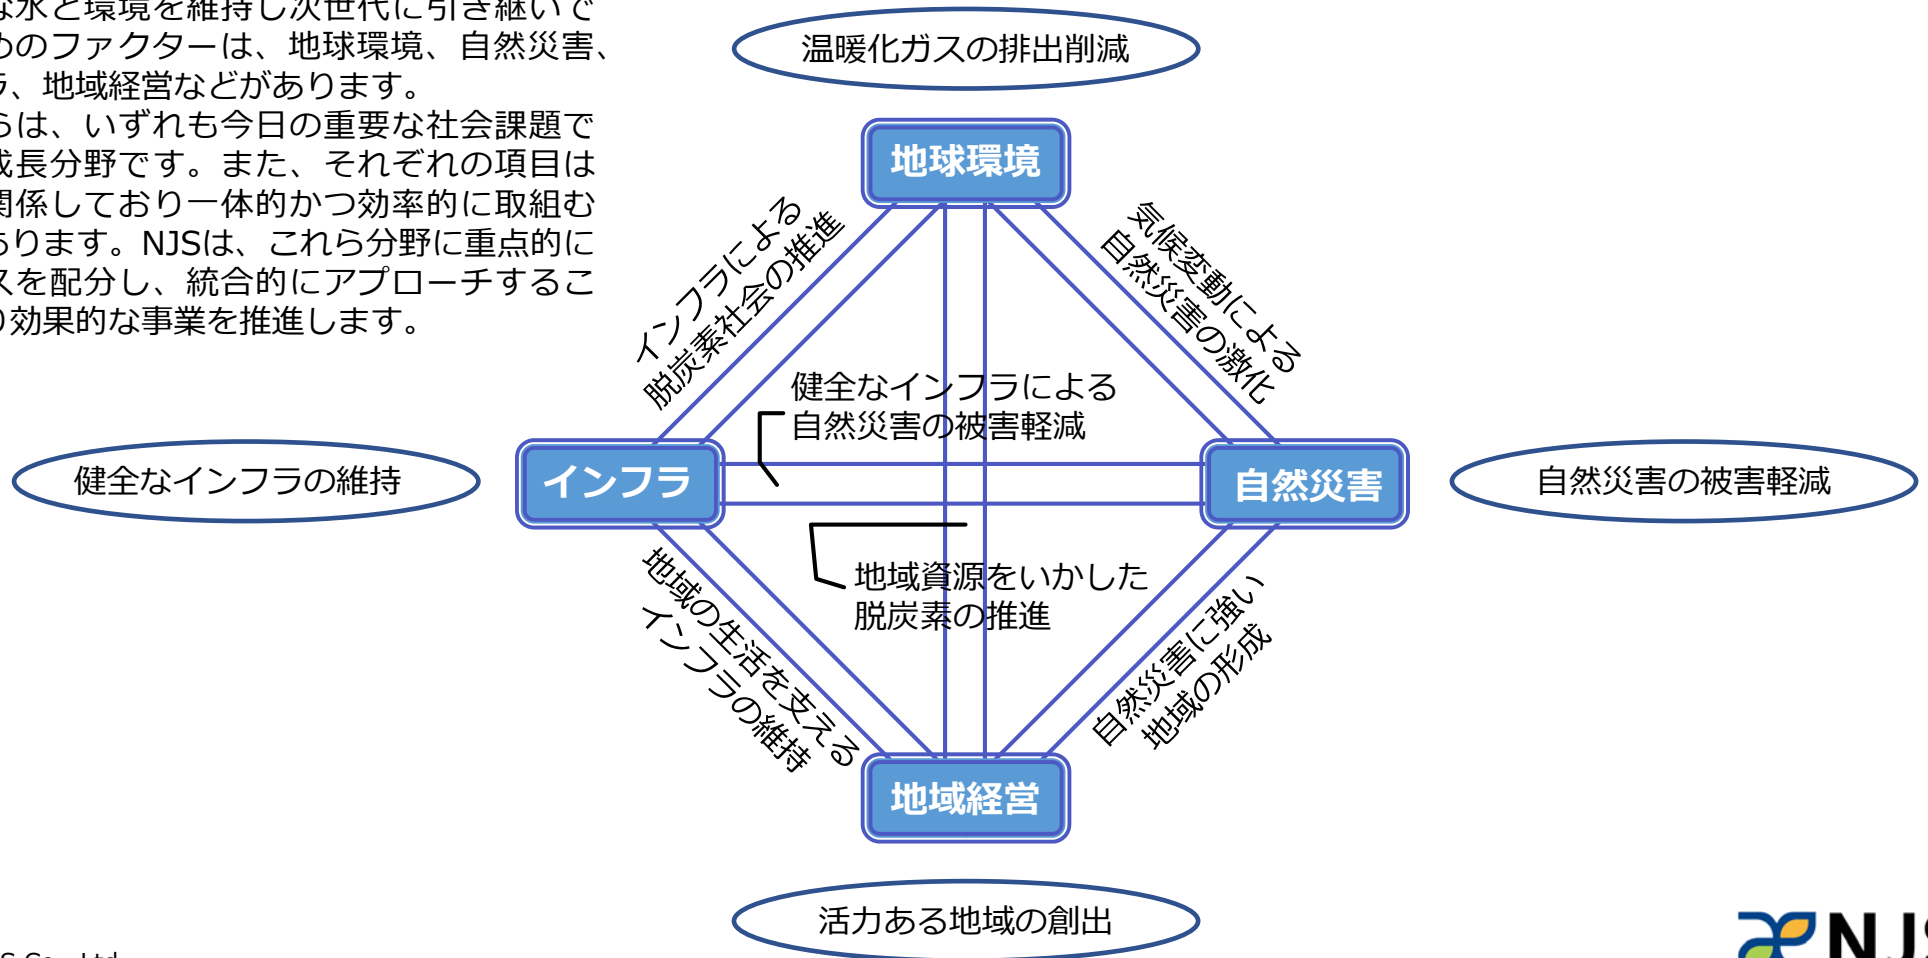 な水と環境を維持し次世代に引き継いで
めのファクターは、地球環境、自然災害、
ラ、地域経営などがあります。
らは、いずれも今日の重要な社会課題で
成長分野です。また、それぞれの項目は
関係しており一体的かつ効率的に取組む
あります。NJSは、これら分野に重点的に
スを配分し、統合的にアプローチするこ
り効果的な事業を推進します。
温暖化ガスの排出削減
地球環境
インフラによる
脱炭素社会の推進
気候変動による
自然災害の激化
健全なインフラによる
自然災害の被害軽減
健全なインフラの維持
インフラ
自然災害
自然災害の被害軽減
地域資源をいかした
脱炭素の推進
地域の生活を支える
インフラの維持
自然災害に強い
地域の形成
地域経営
活力ある地域の創出
NJS